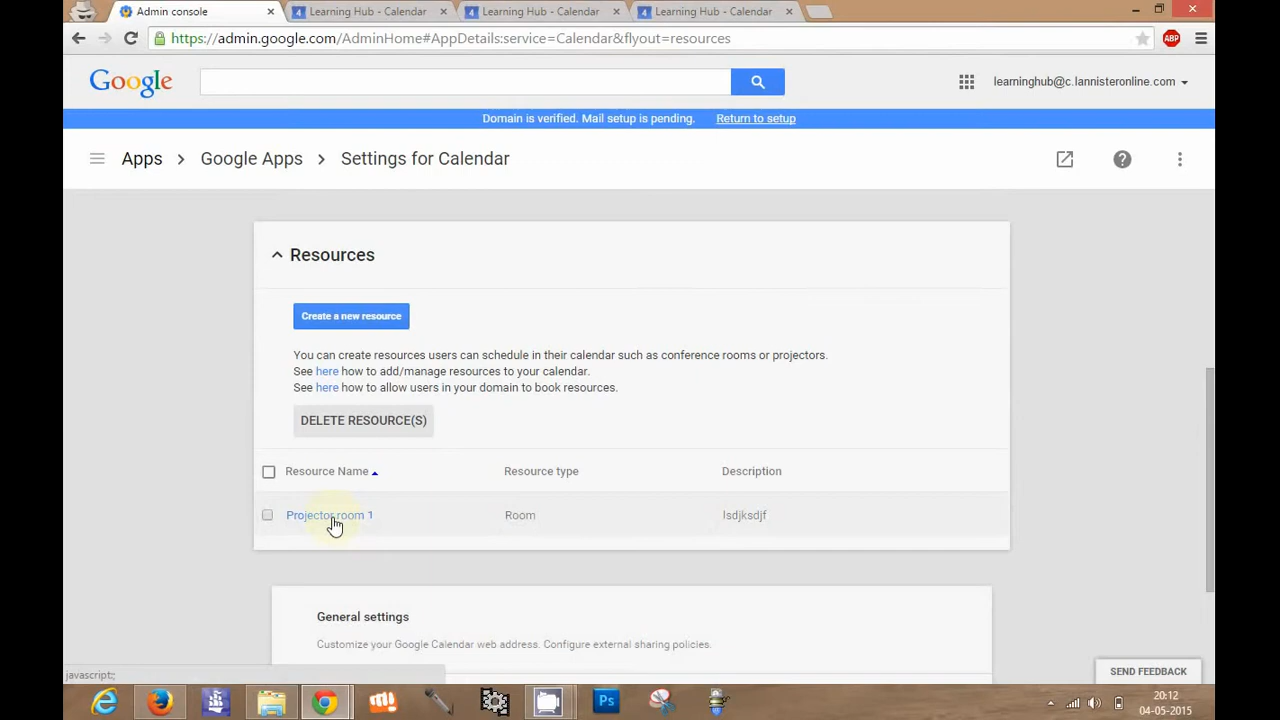 Admin console
Learning Hub - Calendar
Learning Hub - Calendar
Learning Hub - Calendar
https://admin.google.com/AdminHome#AppDetails:service=Calendar&flyout=resources
ABP
Google
learninghub@c.lannisteronline.com
Domain is verified. Mail setup is pending. Return to setup
Apps > Google Apps > Settings for Calendar
Resources
Create a new resource
You can create resources users can schedule in their calendar such as conference rooms or projectors.
See here how to add/manage resources to your calendar.
See here how to allow users in your domain to book resources.
DELETE RESOURCE(S)
Resource Name Resource type Description
Projector room 1 Room lsdjksdjf
General settings
Customize your Google Calendar web address. Configure external sharing policies.
javascript:;
SEND FEEDBACK
Ps
20:12
04-05-2015